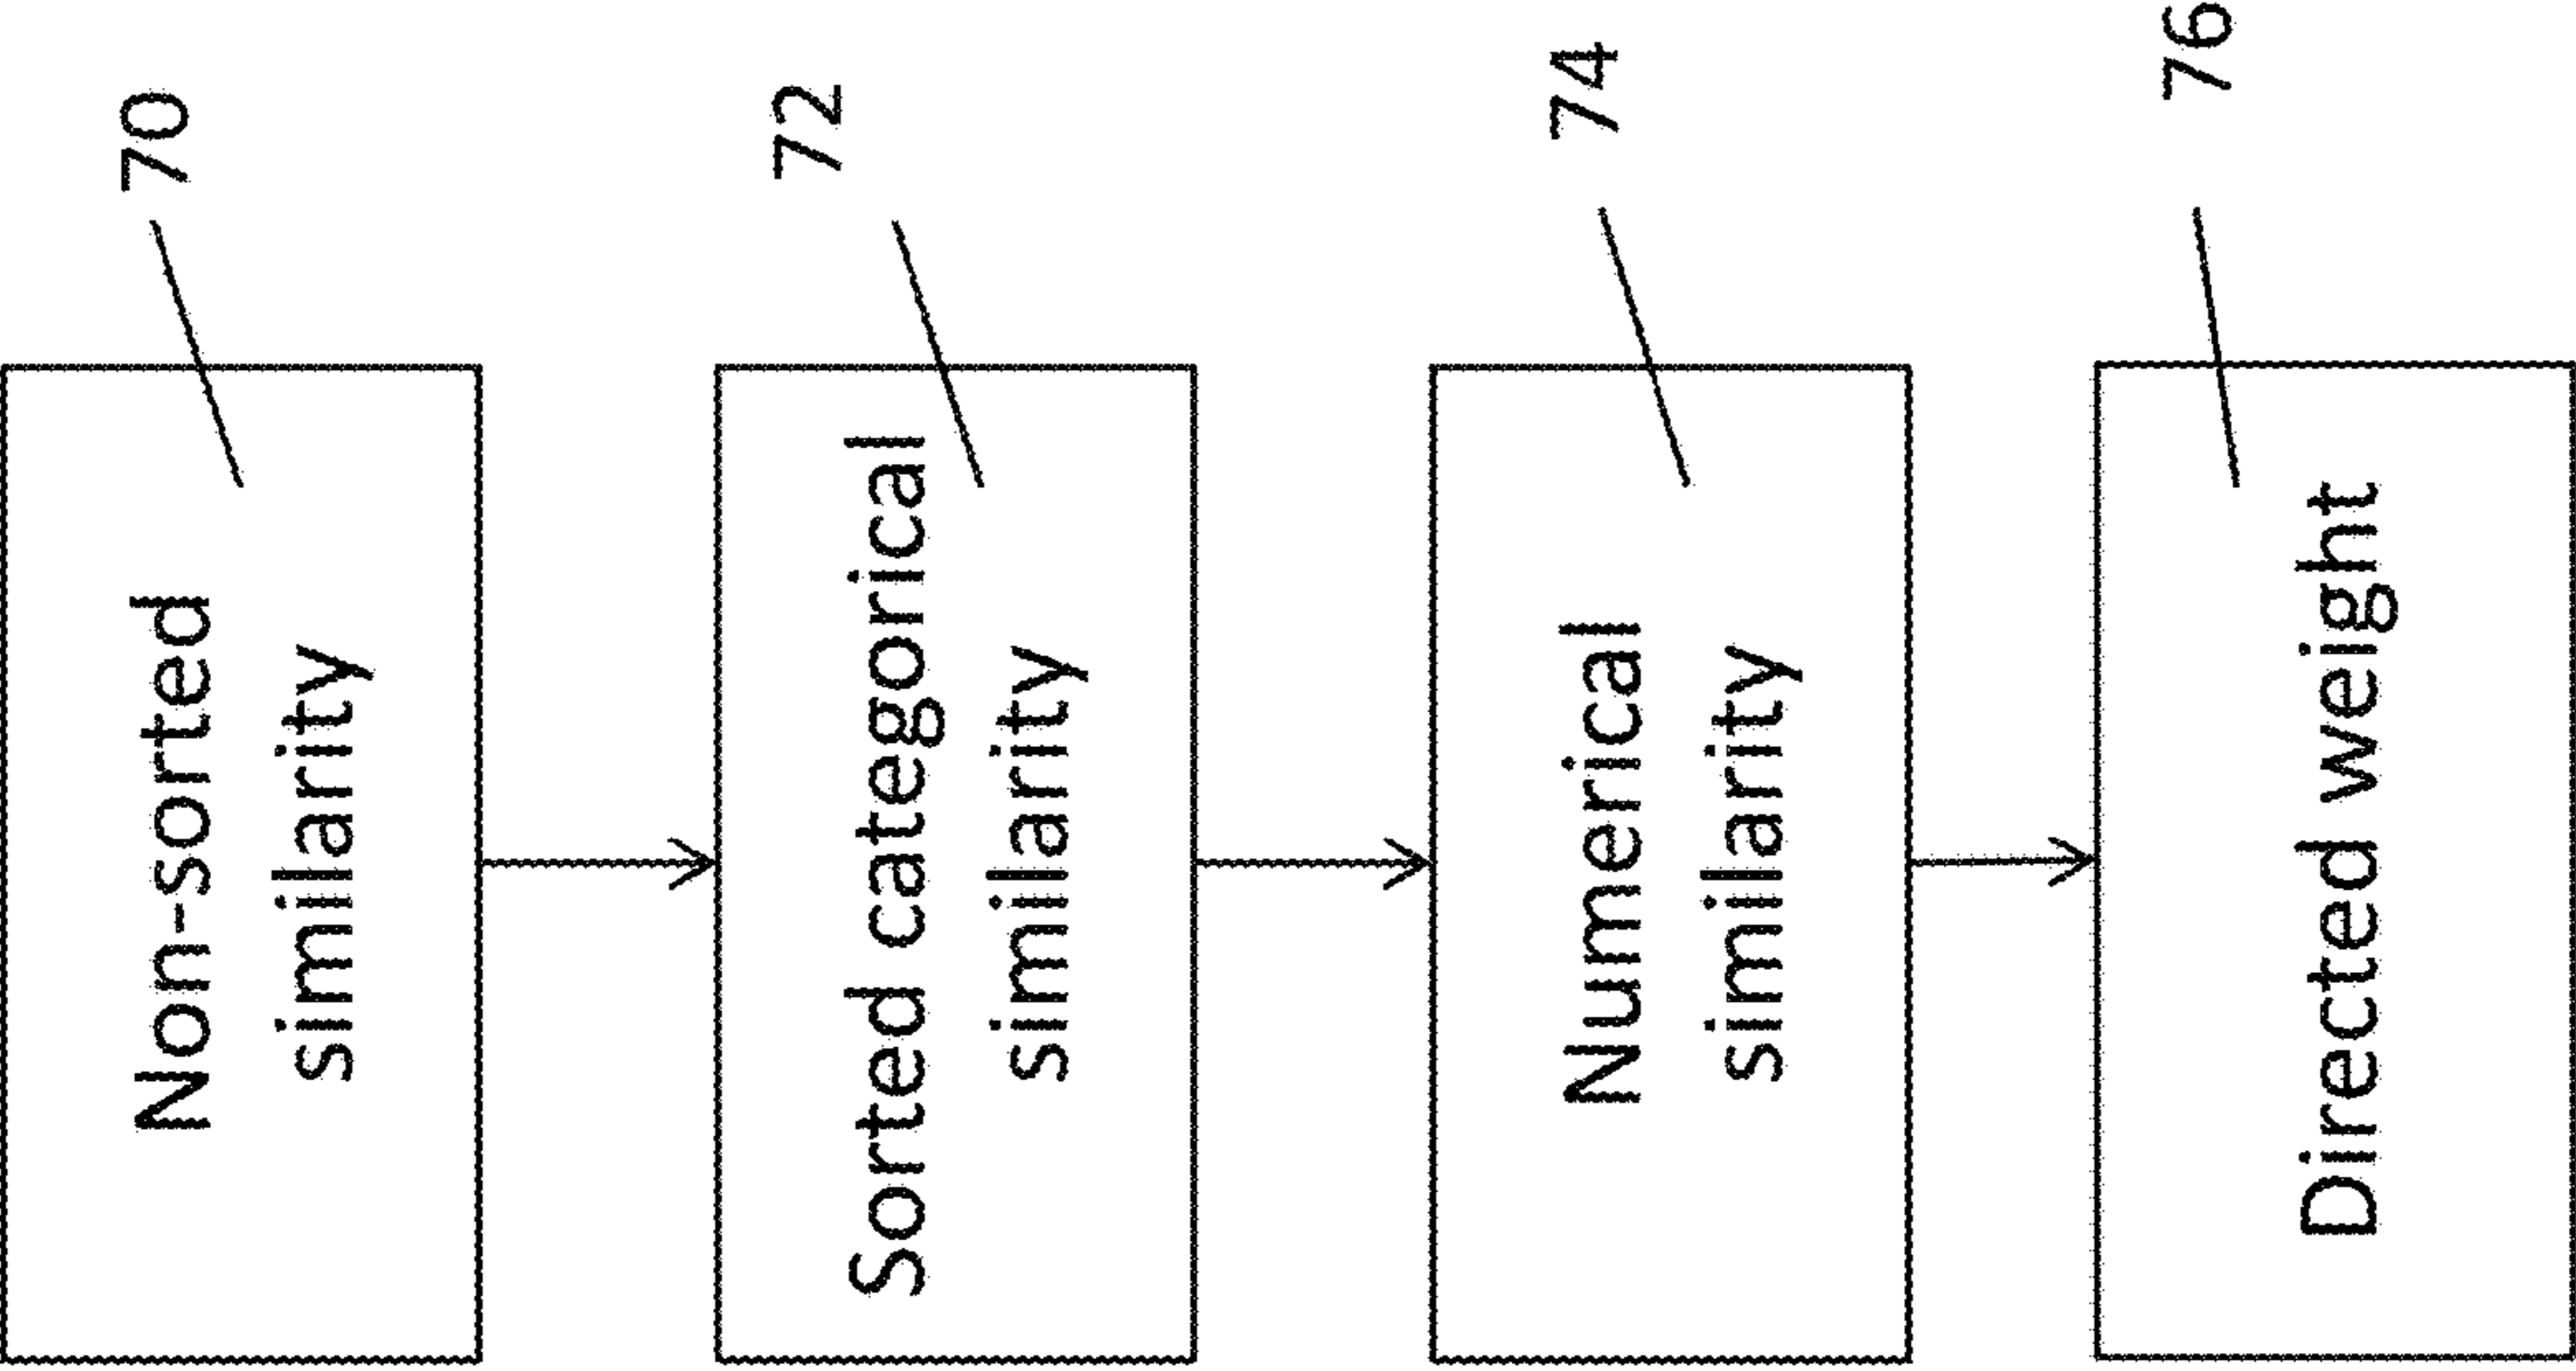 Non-sorted
similarity
70
Sorted categorical
similarity
72
Numerical
similarity
74
Directed weight
76